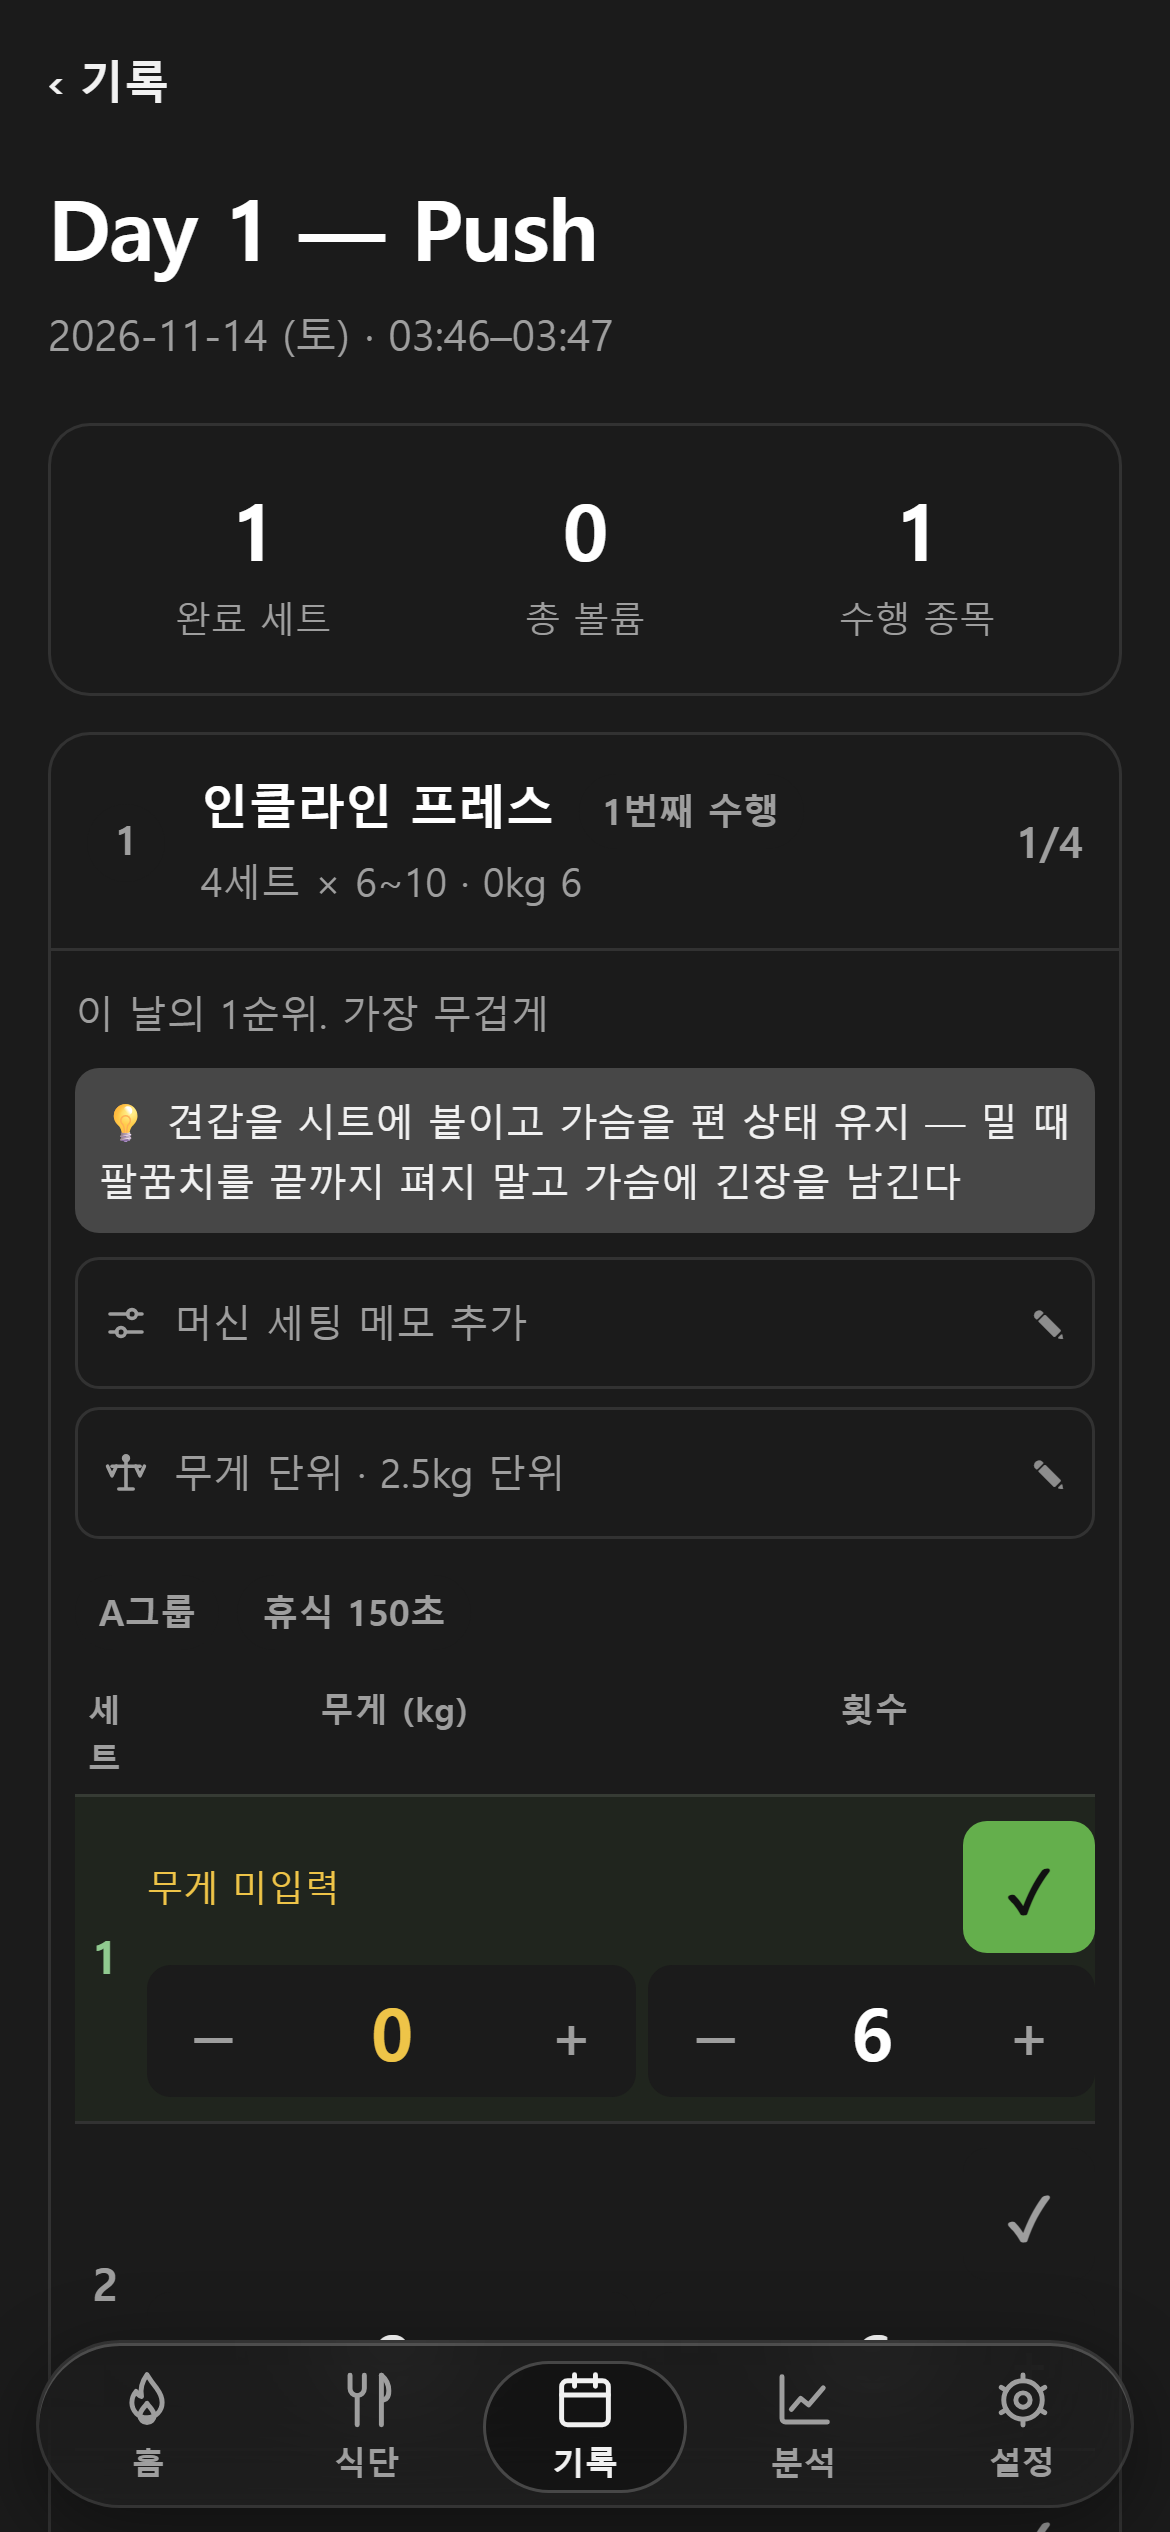 ‹ 기록
Day 1 — Push
2026-11-14 (토) · 03:46–03:47
1 0 1
완료 세트 총 볼륨 수행 종목
1 인클라인 프레스 1번째 수행 1/4
4세트 × 6~10 · 0kg 6
이 날의 1순위. 가장 무겁게
💡 견갑을 시트에 붙이고 가슴을 편 상태 유지 — 밀 때
팔꿈치를 끝까지 펴지 말고 가슴에 긴장을 남긴다
머신 세팅 메모 추가
무게 단위 · 2.5kg 단위
A그룹 휴식 150초
세트 무게 (kg) 횟수
무게 미입력 ✓
1 — 0 + — 6 +
✓
2
홈 식단 기록 분석 설정